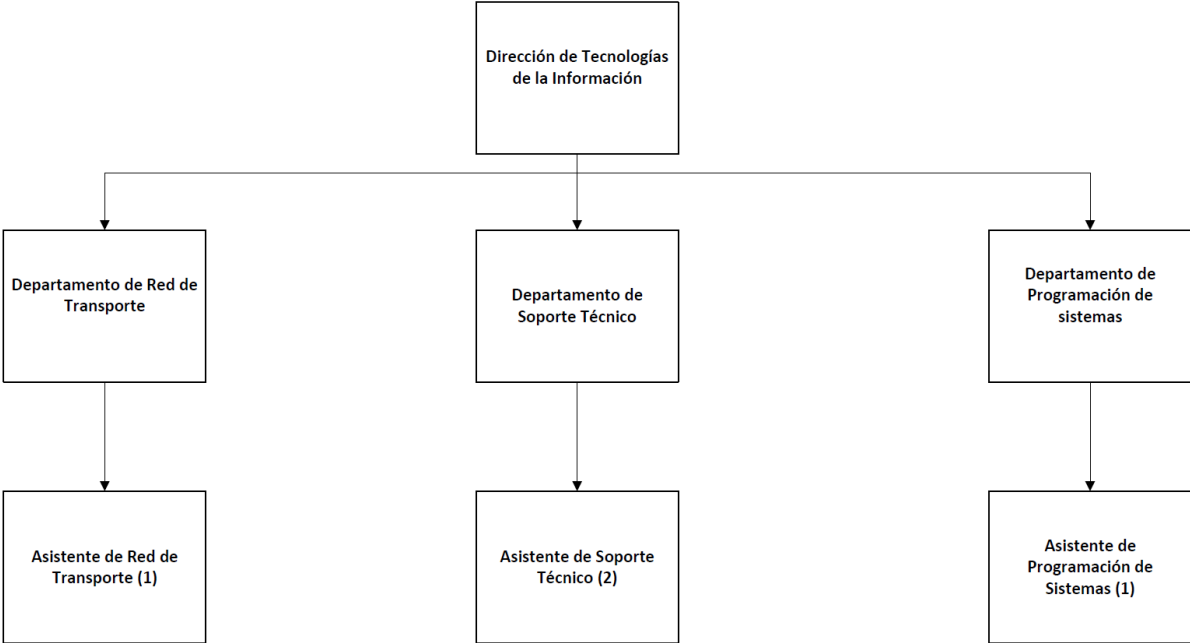 Dirección de Tecnologías
de la Información
Departamento de Red de
Transporte
Departamento de
Soporte Técnico
Departamento de
Programación de
sistemas
Asistente de Red de
Transporte (1)
Asistente de Soporte
Técnico (2)
Asistente de
Programación de
Sistemas (1)